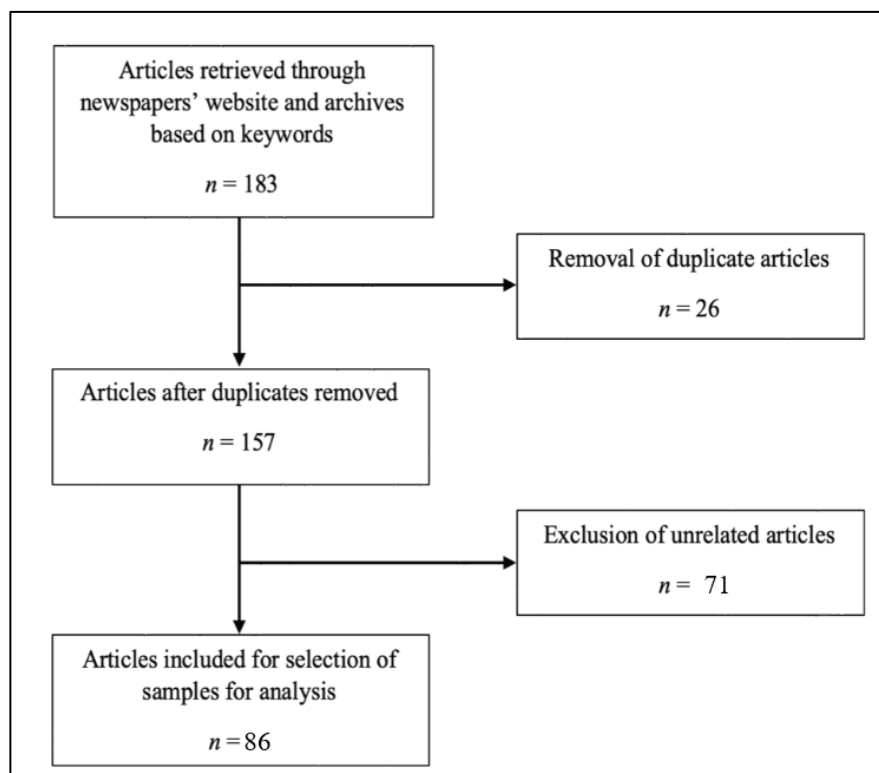 Articles retrieved through
newspapers’ website and archives
based on keywords
n = 183
Removal of duplicate articles
n = 26
Articles after duplicates removed
n = 157
Exclusion of unrelated articles
n = 71
Articles included for selection of
samples for analysis
n = 86